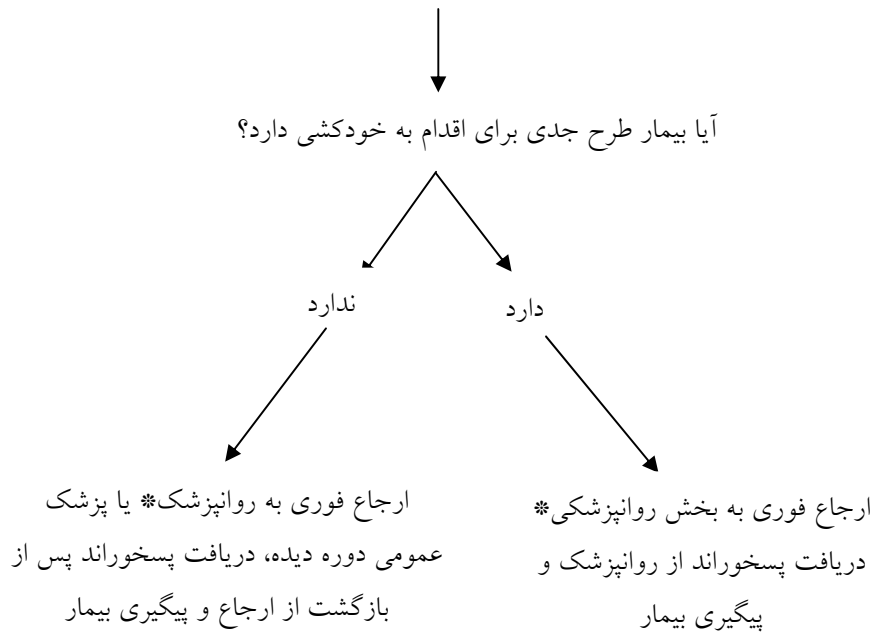 آیا بیمار طرح جدی برای اقدام به خودکشی دارد؟
دارد
ندارد
ارجاع فوری به بخش روانپزشکی*
دریافت پسخوراند از روانپزشک و
پیگیری بیمار
ارجاع فوری به روانپزشک* یا پزشک
عمومی دوره دیده، دریافت پسخوراند پس از
بازگشت از ارجاع و پیگیری بیمار